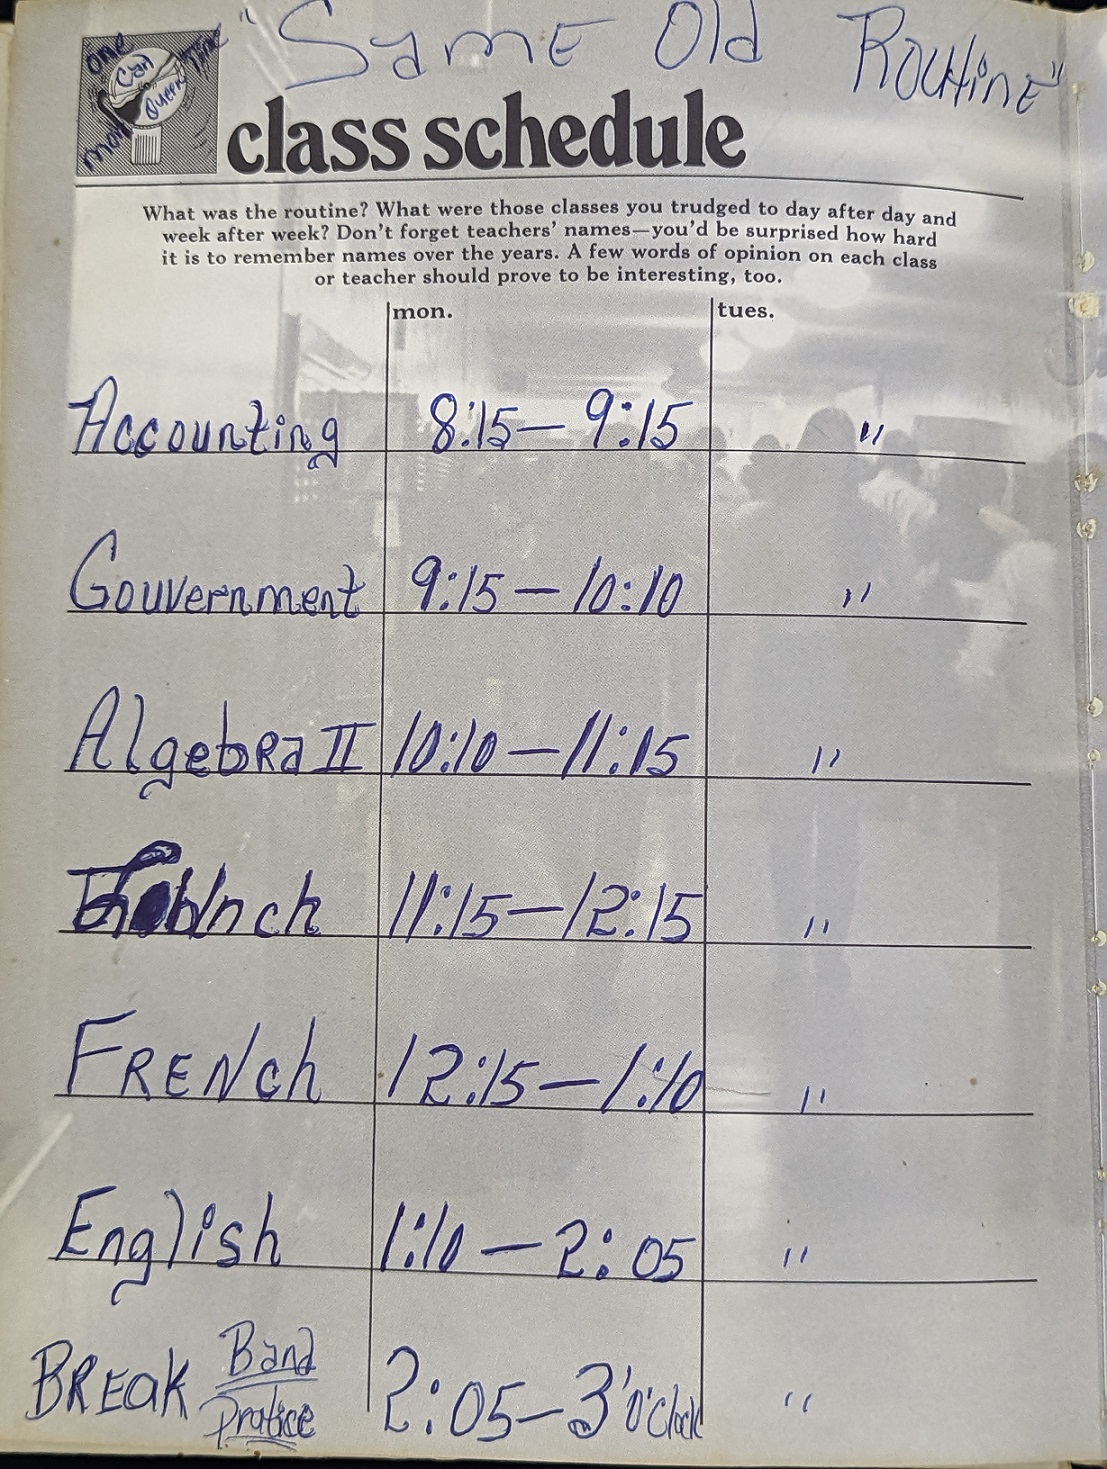 "Same Old Routine"
one more
Can Queen
Time
class schedule
What was the routine? What were those classes you trudged to day after day and
week after week? Don't forget teachers' names—you'd be surprised how hard
it is to remember names over the years. A few words of opinion on each class
or teacher should prove to be interesting, too.
mon. tues.
Accounting 8:15—9:15 "
Gouvernment 9:15—10:10 "
Algebra II 10:10—11:15 "
11:15—12:15 "
FRENch 12:15—1:10 "
English 1:10—2:05 "
BREAK Band Pratice 2:05—3'O'Clock "